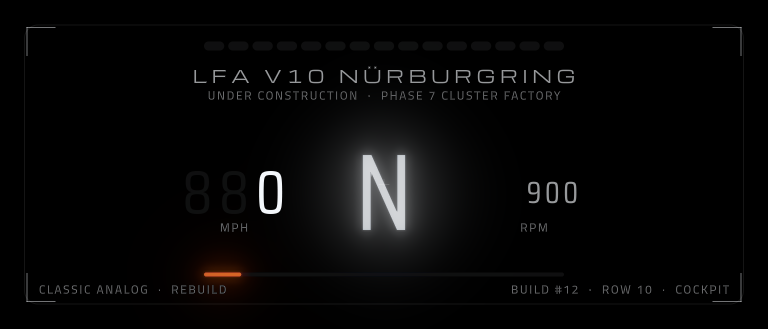 LFA V10 NÜRBURGRING
UNDER CONSTRUCTION · PHASE 7 CLUSTER FACTORY
0
MPH
N
900
RPM
CLASSIC ANALOG · REBUILD
BUILD #12 · ROW 10 · COCKPIT